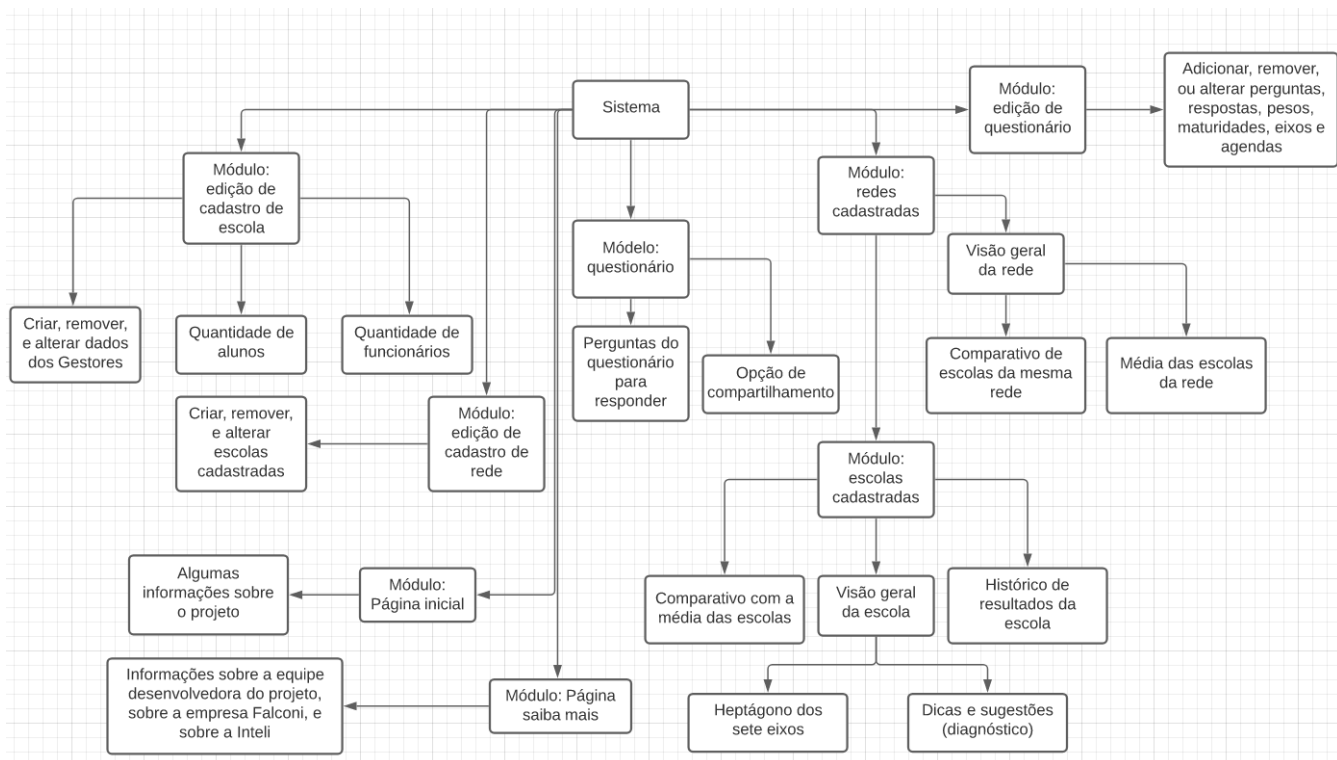 Sistema
Módulo:
edição de
questionário
Adicionar, remover,
ou alterar perguntas,
respostas, pesos,
maturidades, eixos e
agendas
Módulo:
edição de
cadastro de
escola
Criar, remover,
e alterar dados
dos Gestores
Quantidade de
alunos
Quantidade de
funcionários
Módelo:
questionário
Perguntas do
questionário
para
responder
Opção de
compartilhamento
Módulo:
redes
cadastradas
Visão geral
da rede
Comparativo de
escolas da mesma
rede
Média das escolas
da rede
Criar, remover,
e alterar
escolas
cadastradas
Módulo:
edição de
cadastro de
rede
Módulo:
escolas
cadastradas
Comparativo com a
média das escolas
Visão geral
da escola
Histórico de
resultados da
escola
Heptágono dos
sete eixos
Dicas e sugestões
(diagnóstico)
Algumas
informações sobre
o projeto
Módulo:
Página inicial
Informações sobre a equipe
desenvolvedora do projeto,
sobre a empresa Falconi, e
sobre a Inteli
Módulo: Página
saiba mais